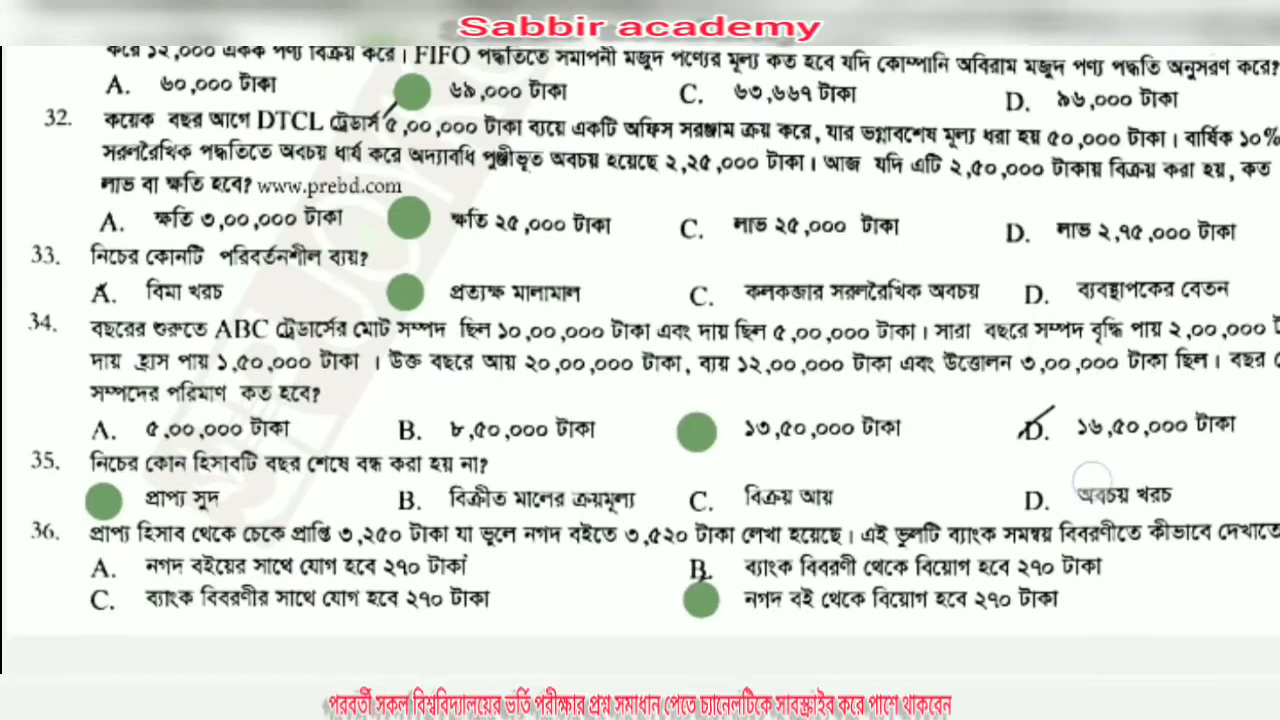 Sabbir academy
করে ১২,০০০ একক পণ্য বিক্রয় করে। FIFO পদ্ধতিতে সমাপনী মজুদ পণ্যের মূল্য কত হবে যদি কোম্পানি অবিরাম মজুদ পণ্য পদ্ধতি অনুসরণ করে?
A. ৬০,০০০ টাকা ৬৯,০০০ টাকা C. ৬৩,৬৬৭ টাকা D. ৯৬,০০০ টাকা
32. কয়েক বছর আগে DTCL ট্রেডার্স ৫,০০,০০০ টাকা ব্যয়ে একটি অফিস সরঞ্জাম ক্রয় করে, যার ভগ্নাবশেষ মূল্য ধরা হয় ৫০,০০০ টাকা। বার্ষিক ১০%
সরলরৈখিক পদ্ধতিতে অবচয় ধার্য করে অদ্যাবধি পুঞ্জীভূত অবচয় হয়েছে ২,২৫,০০০ টাকা। আজ যদি এটি ২,৫০,০০০ টাকায় বিক্রয় করা হয়, কত
লাভ বা ক্ষতি হবে? www.prebd.com
A. ক্ষতি ৩,০০,০০০ টাকা ক্ষতি ২৫,০০০ টাকা C. লাভ ২৫,০০০ টাকা D. লাভ ২,৭৫,০০০ টাকা
33. নিচের কোনটি পরিবর্তনশীল ব্যয়?
A. বিমা খরচ প্রত্যক্ষ মালামাল C. কলকজার সরলরৈখিক অবচয় D. ব্যবস্থাপকের বেতন
34. বছরের শুরুতে ABC ট্রেডার্সের মোট সম্পদ ছিল ১০,০০,০০০ টাকা এবং দায় ছিল ৫,০০,০০০ টাকা। সারা বছরে সম্পদ বৃদ্ধি পায় ২,০০,০০০
দায় হ্রাস পায় ১,৫০,০০০ টাকা । উক্ত বছরে আয় ২০,০০,০০০ টাকা, ব্যয় ১২,০০,০০০ টাকা এবং উত্তোলন ৩,০০,০০০ টাকা ছিল। বছর
সম্পদের পরিমাণ কত হবে?
A. ৫,০০,০০০ টাকা B. ৮,৫০,০০০ টাকা ১৩,৫০,০০০ টাকা D. ১৬,৫০,০০০ টাকা
35. নিচের কোন হিসাবটি বছর শেষে বন্ধ করা হয় না?
প্রাপ্য সুদ B. বিক্রীত মালের ক্রয়মূল্য C. বিক্রয় আয় D. অবচয় খরচ
36. প্রাপ্য হিসাব থেকে চেকে প্রাপ্তি ৩,২৫০ টাকা যা ভুলে নগদ বইতে ৩,৫২০ টাকা লেখা হয়েছে। এই ভুলটি ব্যাংক সমন্বয় বিবরণীতে কীভাবে দেখাতে
A. নগদ বইয়ের সাথে যোগ হবে ২৭০ টাকা B. ব্যাংক বিবরণী থেকে বিয়োগ হবে ২৭০ টাকা
C. ব্যাংক বিবরণীর সাথে যোগ হবে ২৭০ টাকা নগদ বই থেকে বিয়োগ হবে ২৭০ টাকা
পরবর্তী সকল বিশ্ববিদ্যালয়ের ভর্তি পরীক্ষার প্রশ্ন সমাধান পেতে চ্যানেলটিকে সাবস্ক্রাইব করে পাশে থাকবেন